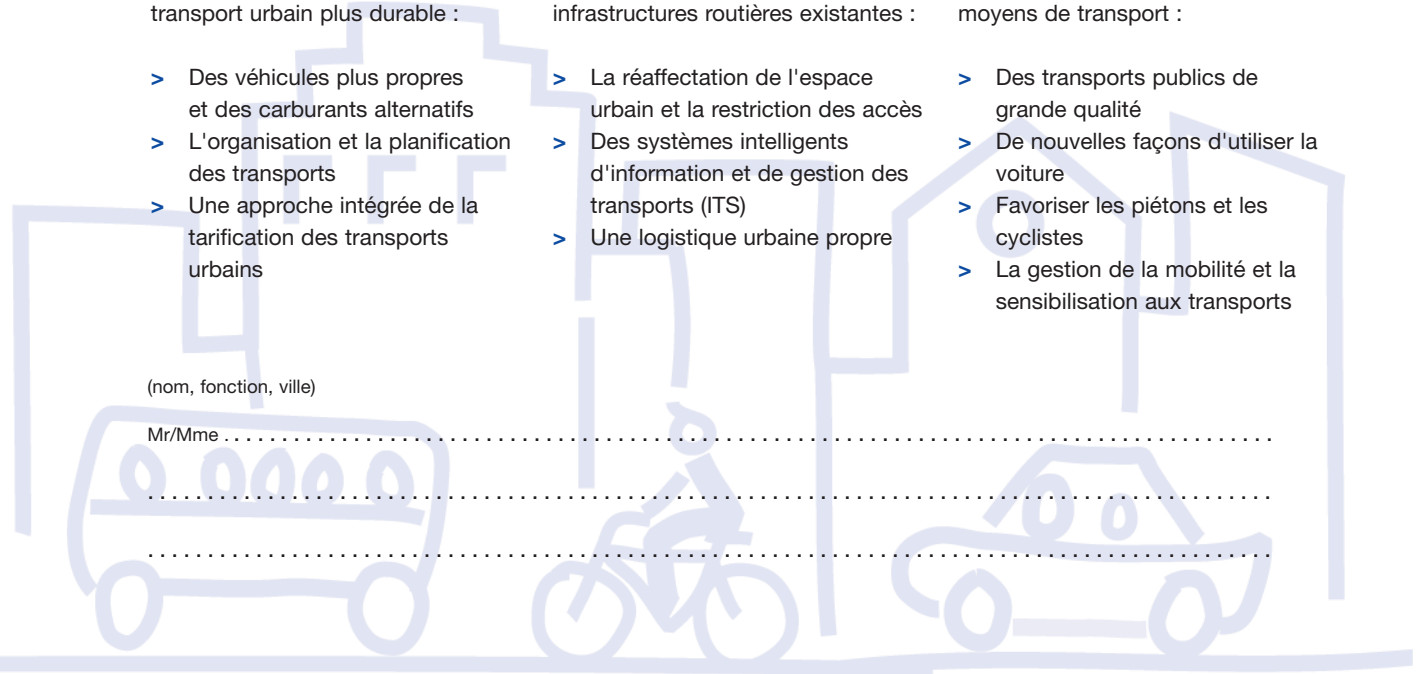 transport urbain plus durable :
> Des véhicules plus propres
et des carburants alternatifs
> L'organisation et la planification
des transports
> Une approche intégrée de la
tarification des transports
urbains
infrastructures routières existantes :
> La réaffectation de l'espace
urbain et la restriction des accès
> Des systèmes intelligents
d'information et de gestion des
transports (ITS)
> Une logistique urbaine propre
moyens de transport :
> Des transports publics de
grande qualité
> De nouvelles façons d'utiliser la
voiture
> Favoriser les piétons et les
cyclistes
> La gestion de la mobilité et la
sensibilisation aux transports
(nom, fonction, ville)
Mr/Mme . . . . . . . . . . . . . . . . . . . . . . . . . . . . . . . . . . . . . . . . . . . . . . . . . . . . . . . . . . . . . . . . . . . . . . . . . . . . . . . . . . . . . . . .
. . . . . . . . . . . . . . . . . . . . . . . . . . . . . . . . . . . . . . . . . . . . . . . . . . . . . . . . . . . . . . . . . . . . . . . . . . . . . . . . . . . . . . . . . . . . . .
. . . . . . . . . . . . . . . . . . . . . . . . . . . . . . . . . . . . . . . . . . . . . . . . . . . . . . . . . . . . . . . . . . . . . . . . . . . . . . . . . . . . . . . . . . . . . .